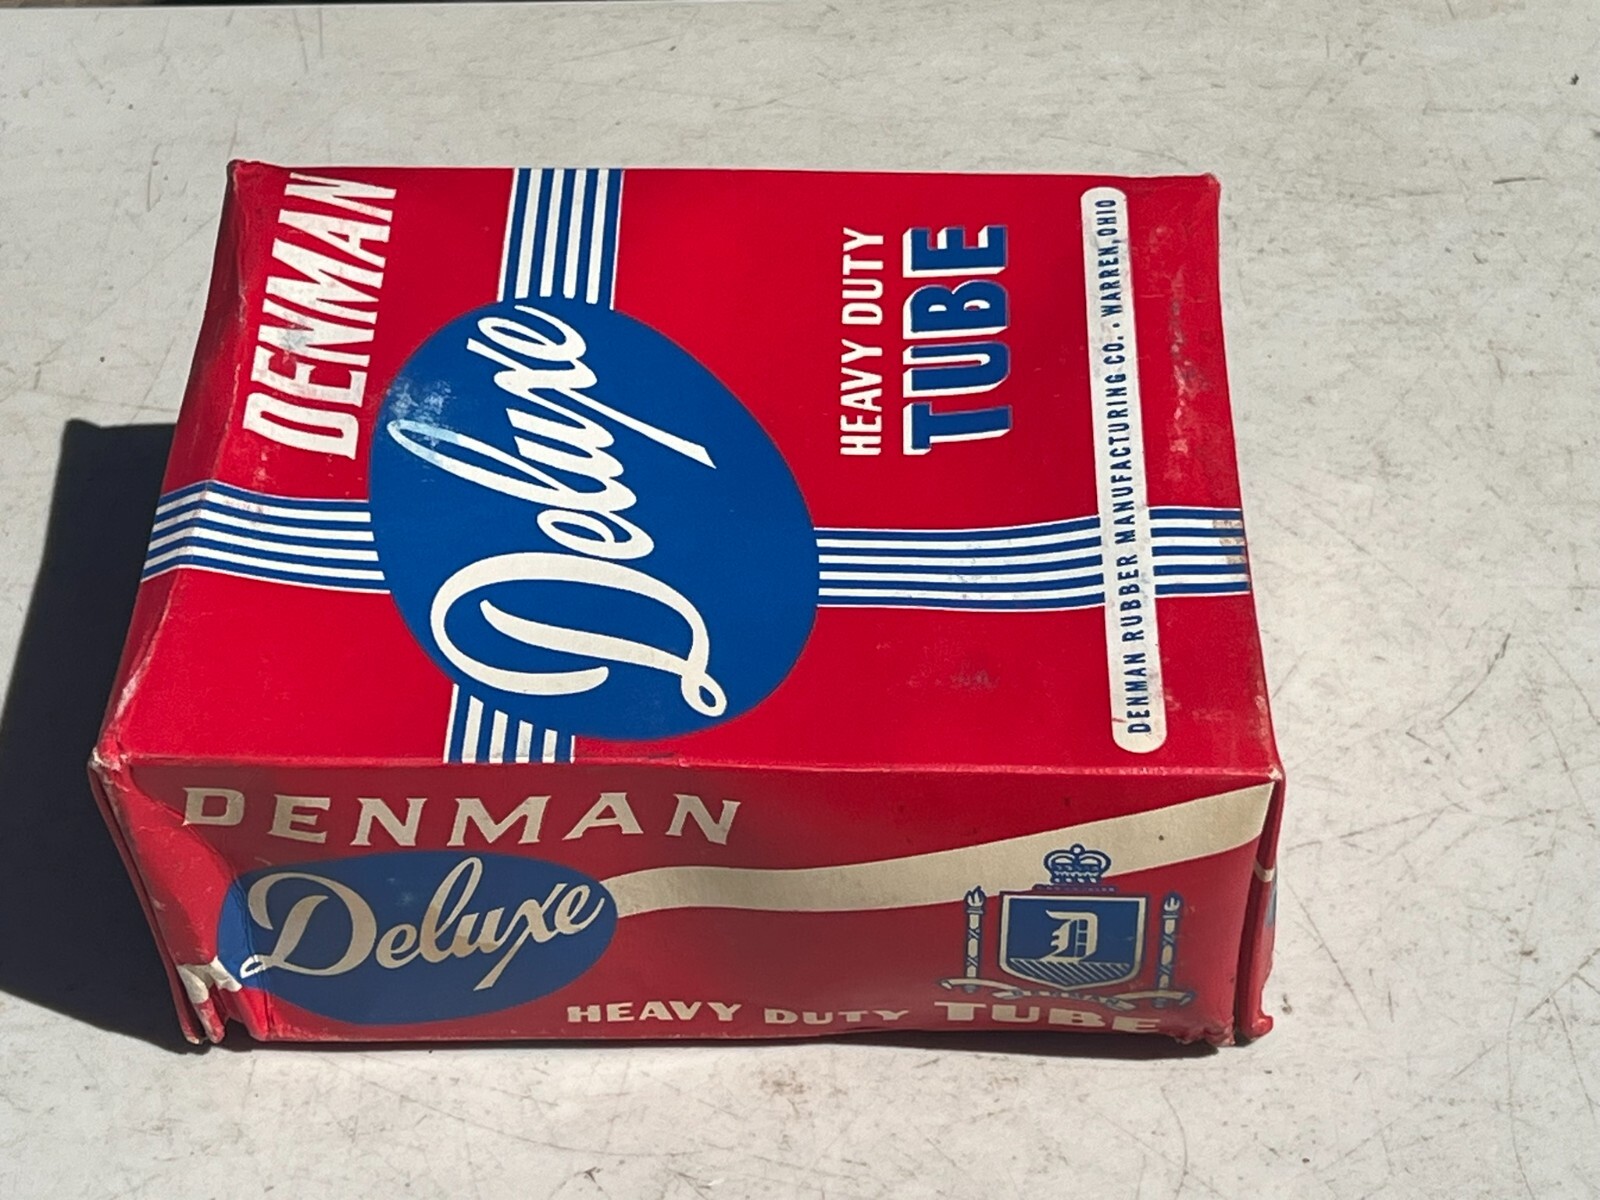 DENMAN
Deluxe
HEAVY DUTY
TUBE
DENMAN RUBBER MANUFACTURING CO. • WARREN, OHIO
DENMAN
Deluxe
D
HEAVY DUTY TUBE